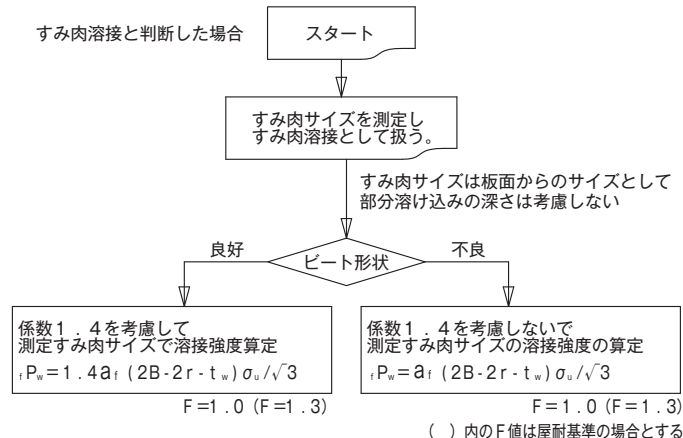 すみ肉溶接と判断した場合
スタート
すみ肉サイズを測定し
すみ肉溶接として扱う。
すみ肉サイズは板面からのサイズとして
部分溶け込みの深さは考慮しない
良好
ビート形状
不良
係数1.4を考慮して
測定すみ肉サイズで溶接強度算定
fPw=1.4af (2B-2r-tw) σu/√3
F=1.0 (F=1.3)
係数1.4を考慮しないで
測定すみ肉サイズの溶接強度の算定
fPw=af (2B-2r-tw) σu/√3
F=1.0 (F=1.3)
( )内のF値は屋耐基準の場合とする